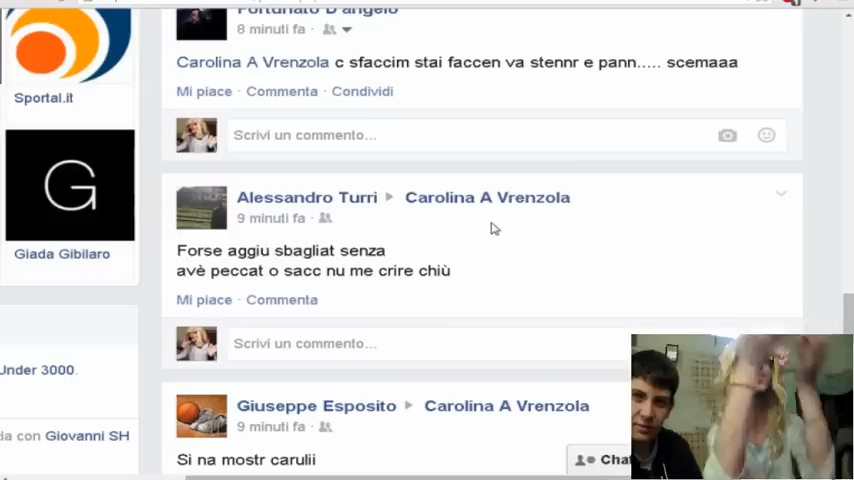 Fortunato D'angelo
8 minuti fa ·
Carolina A Vrenzola c sfaccim stai faccen va stennr e pann..... scemaaa
Mi piace · Commenta · Condividi
Sportal.it
Scrivi un commento...
G
Giada Gibilaro
Alessandro Turri ▸ Carolina A Vrenzola
9 minuti fa ·
Forse aggiu sbagliat senza
avè peccat o sacc nu me crire chiù
Mi piace · Commenta
Scrivi un commento...
Under 3000.
Giuseppe Esposito ▸ Carolina A Vrenzola
9 minuti fa ·
da con Giovanni SH
Si na mostr carulii
Chat